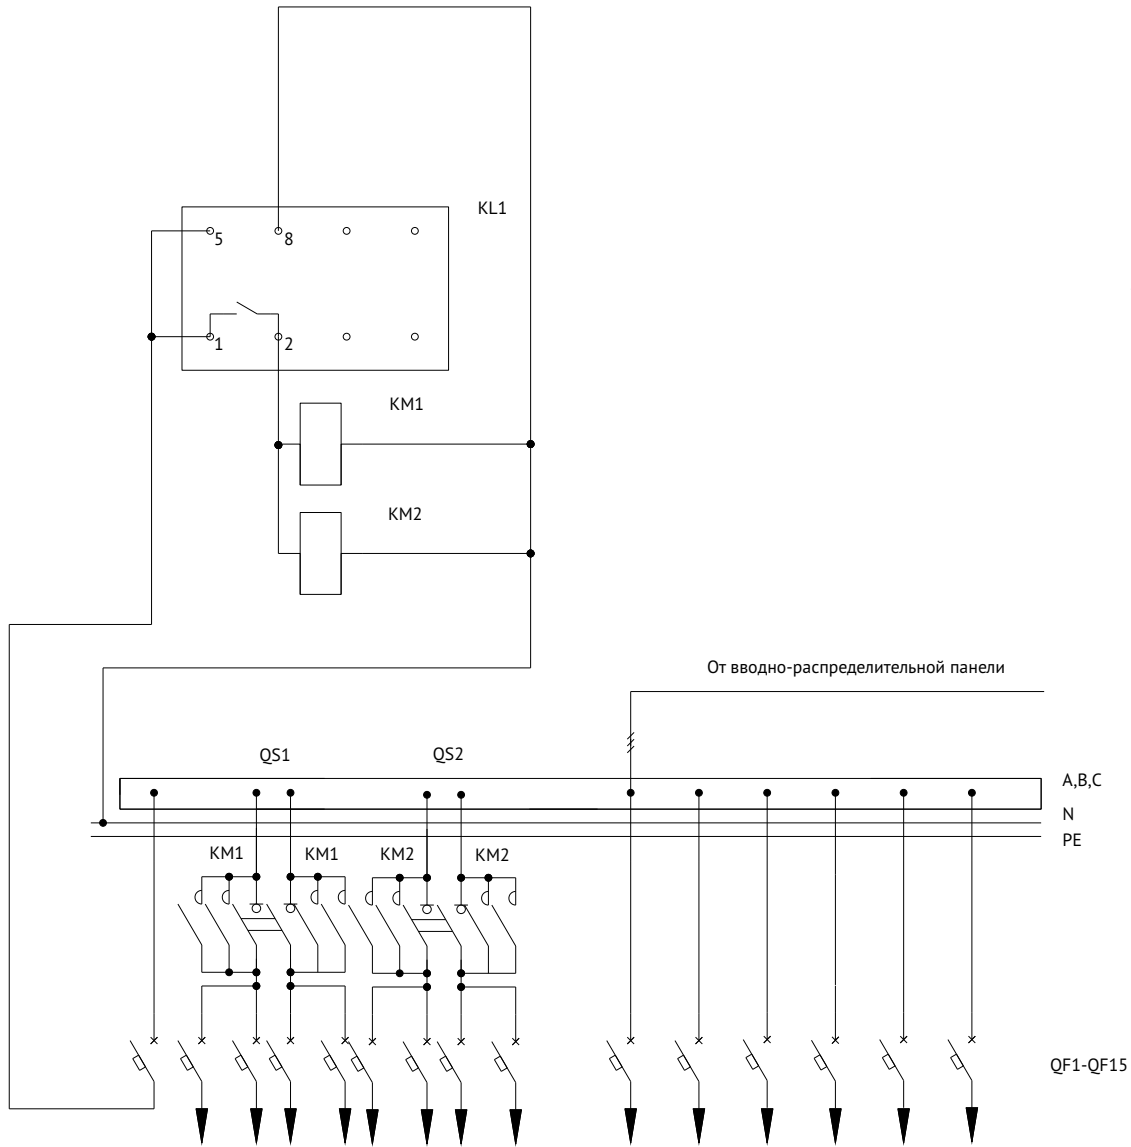 KL1
5
8
1
2
KM1
KM2
От вводно-распределительной панели
QS1
QS2
A,B,C
N
PE
KM1
KM1
KM2
KM2
QF1-QF15